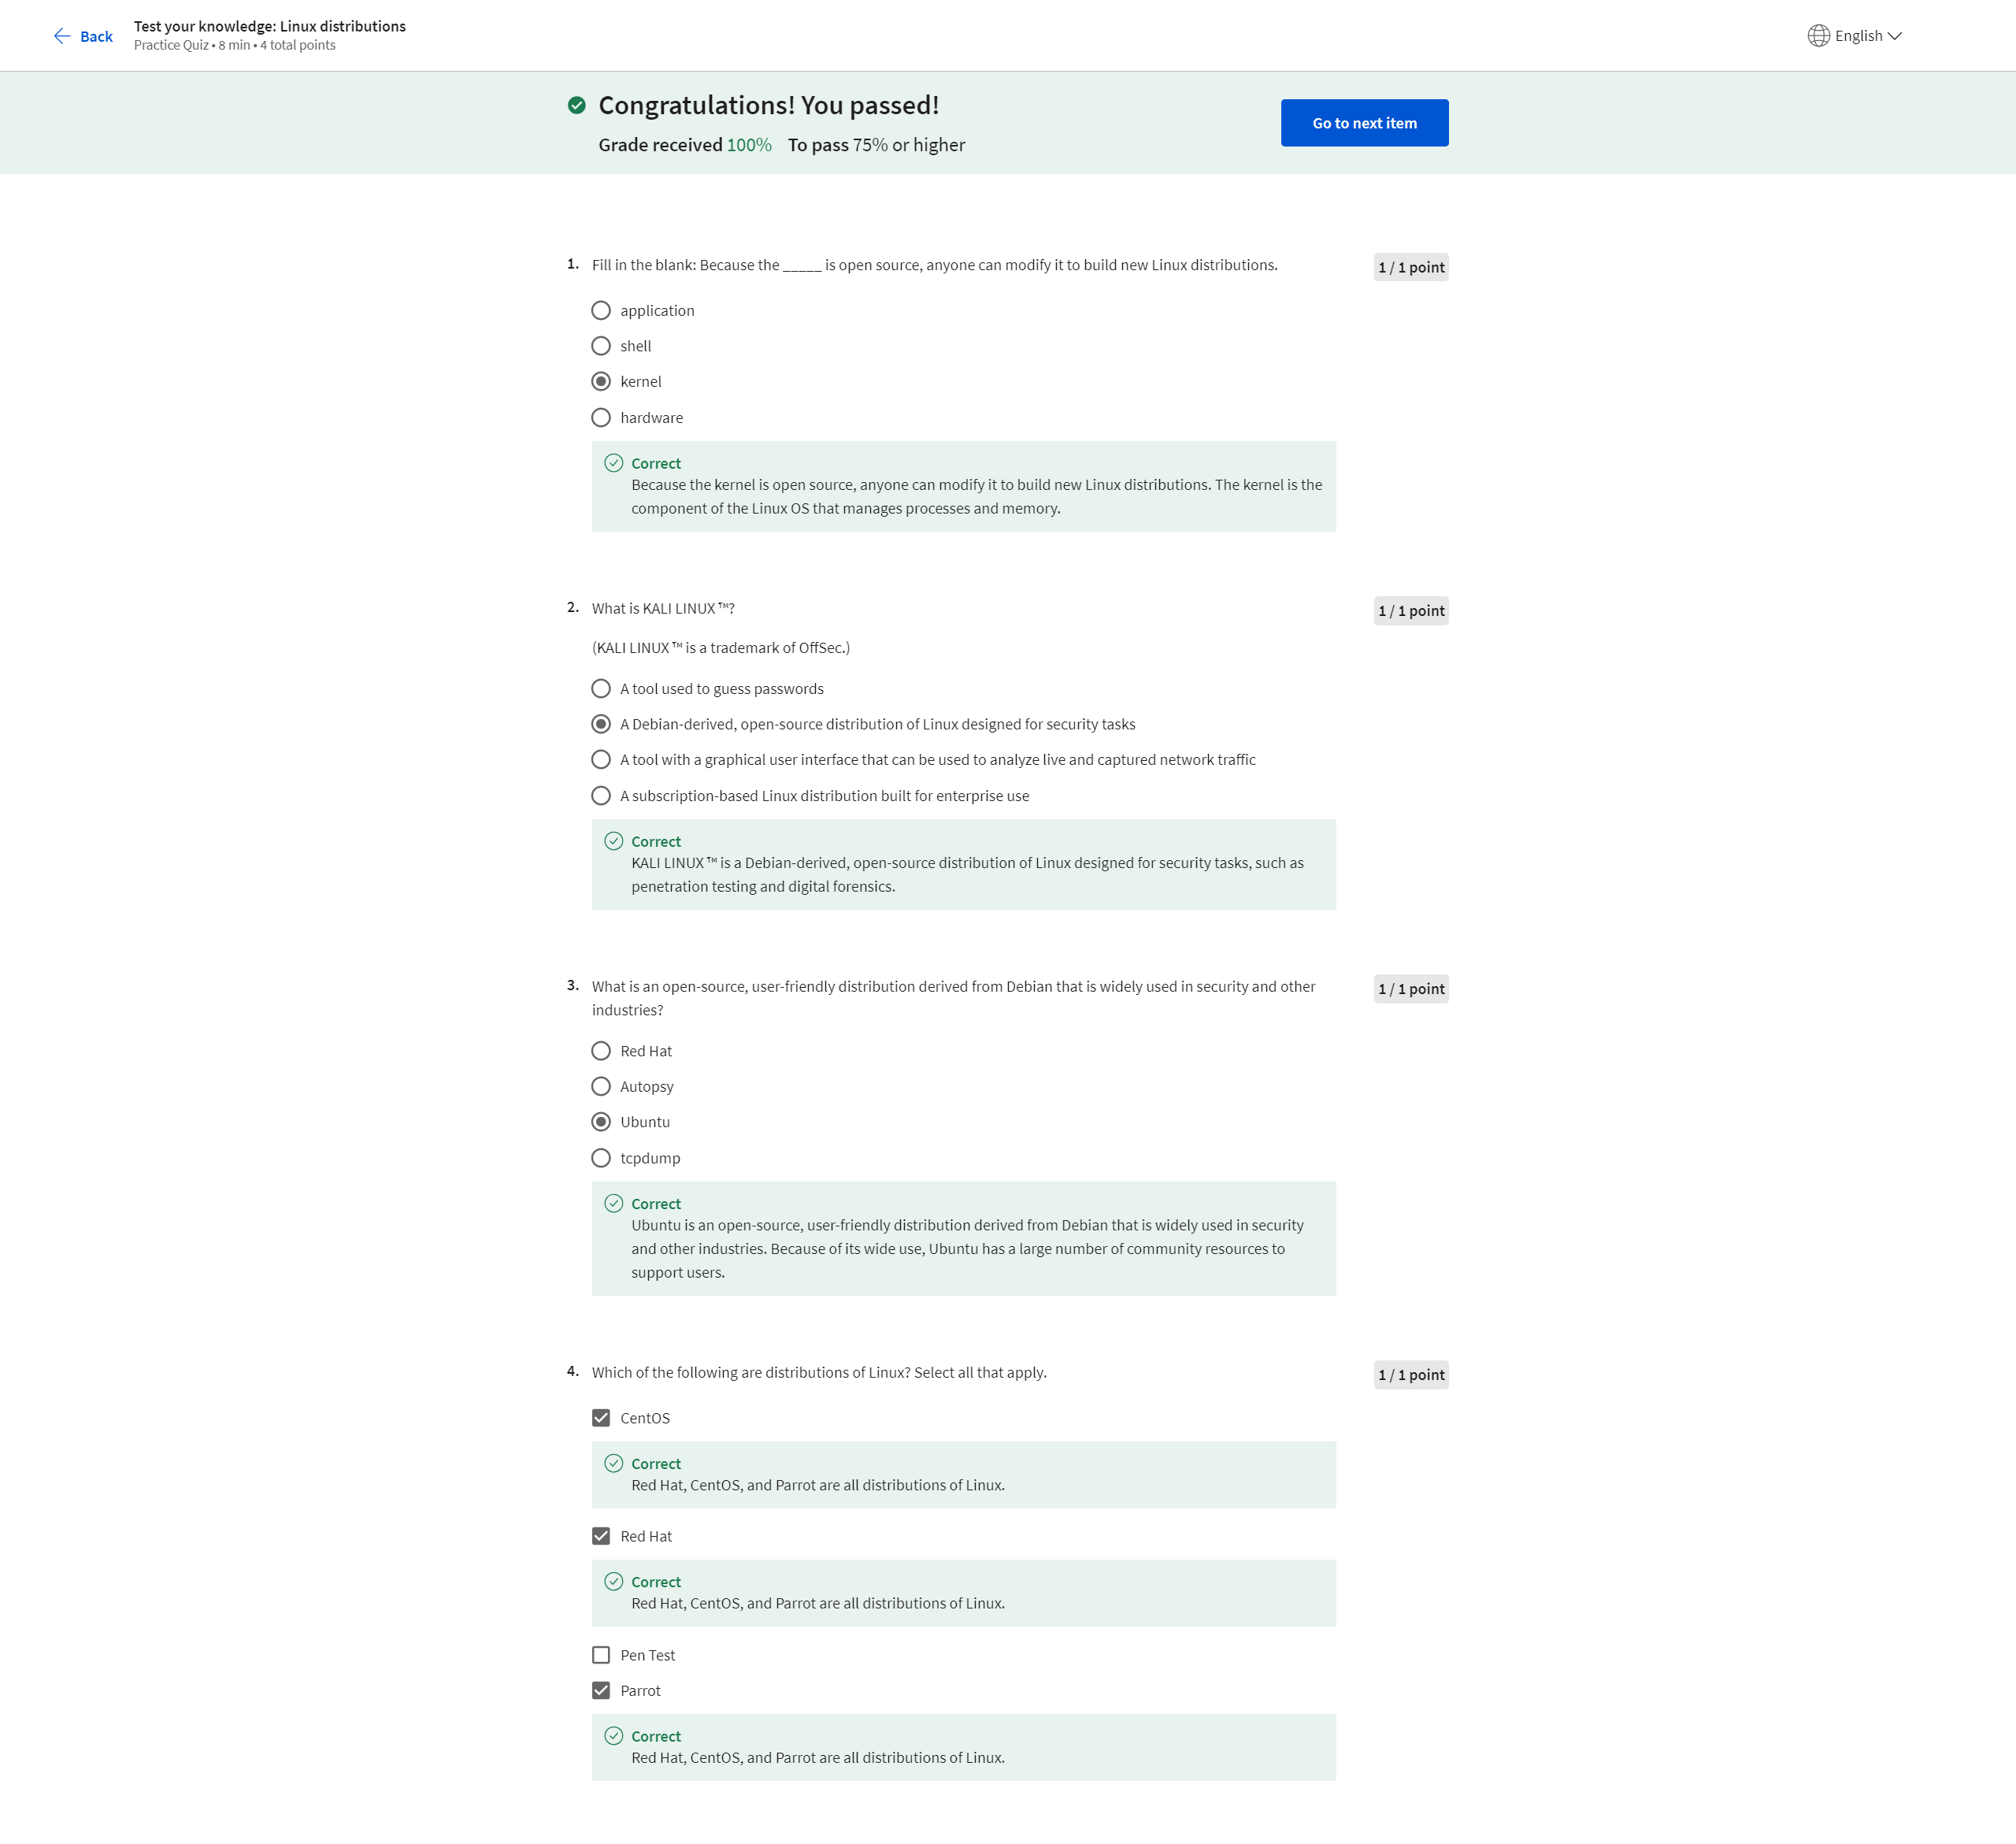 Back
Test your knowledge: Linux distributions
Practice Quiz • 8 min • 4 total points
English
Congratulations! You passed!
Grade received 100% To pass 75% or higher
Go to next item
1. Fill in the blank: Because the _____ is open source, anyone can modify it to build new Linux distributions.
1 / 1 point
application
shell
kernel
hardware
Correct
Because the kernel is open source, anyone can modify it to build new Linux distributions. The kernel is the
component of the Linux OS that manages processes and memory.
2. What is KALI LINUX ™?
1 / 1 point
(KALI LINUX ™ is a trademark of OffSec.)
A tool used to guess passwords
A Debian-derived, open-source distribution of Linux designed for security tasks
A tool with a graphical user interface that can be used to analyze live and captured network traffic
A subscription-based Linux distribution built for enterprise use
Correct
KALI LINUX ™ is a Debian-derived, open-source distribution of Linux designed for security tasks, such as
penetration testing and digital forensics.
3. What is an open-source, user-friendly distribution derived from Debian that is widely used in security and other
industries?
1 / 1 point
Red Hat
Autopsy
Ubuntu
tcpdump
Correct
Ubuntu is an open-source, user-friendly distribution derived from Debian that is widely used in security
and other industries. Because of its wide use, Ubuntu has a large number of community resources to
support users.
4. Which of the following are distributions of Linux? Select all that apply.
1 / 1 point
CentOS
Correct
Red Hat, CentOS, and Parrot are all distributions of Linux.
Red Hat
Correct
Red Hat, CentOS, and Parrot are all distributions of Linux.
Pen Test
Parrot
Correct
Red Hat, CentOS, and Parrot are all distributions of Linux.